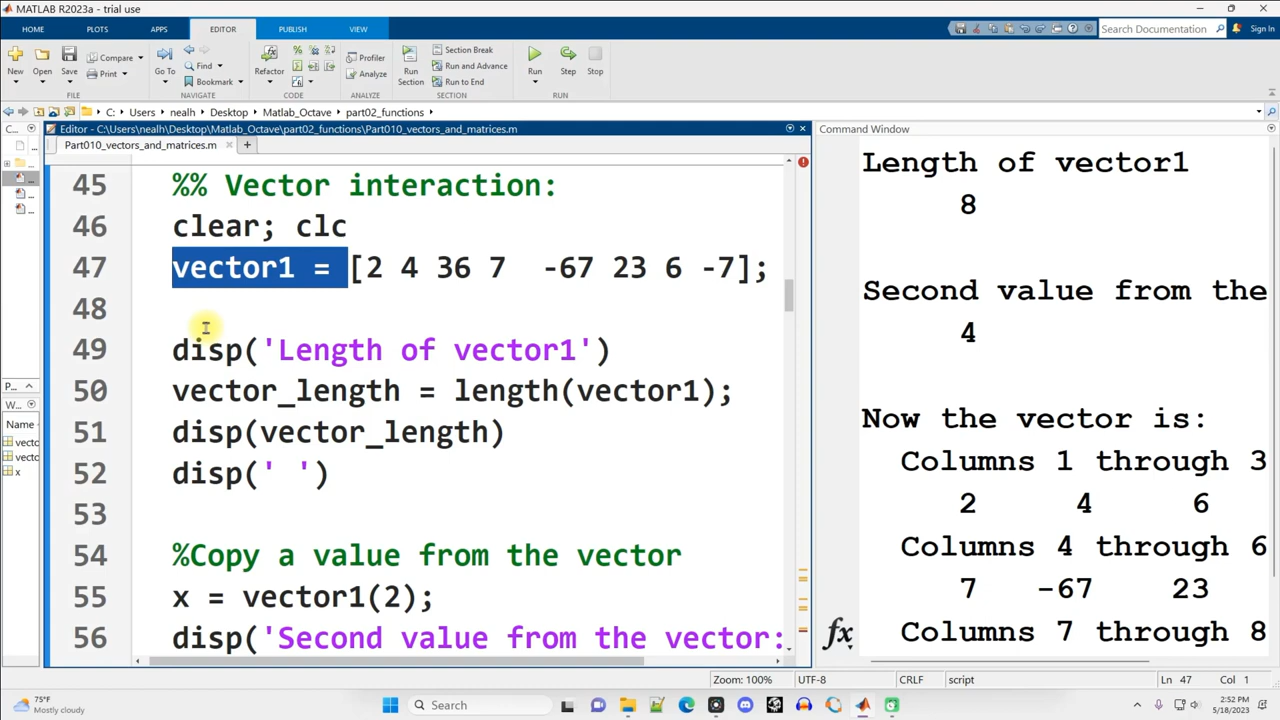 MATLAB R2023a - trial use
HOME PLOTS APPS EDITOR PUBLISH VIEW
Search Documentation Sign In
New Open Save Compare Print Go To Find Bookmark Refactor Profiler Analyze Run Section Section Break Run and Advance Run to End Run Step Stop
FILE NAVIGATE CODE ANALYZE SECTION RUN
C: Users nealh Desktop Matlab_Octave part02_functions
C...
Editor - C:\Users\nealh\Desktop\Matlab_Octave\part02_functions\Part010_vectors_and_matrices.m
Command Window
Part010_vectors_and_matrices.m
45 %% Vector interaction:
46 clear; clc
47 vector1 = [2 4 36 7 -67 23 6 -7];
48
49 disp('Length of vector1')
50 vector_length = length(vector1);
51 disp(vector_length)
52 disp(' ')
53
54 %Copy a value from the vector
55 x = vector1(2);
56 disp('Second value from the vector:
P...
W...
Name
vecto
vecto
x
Length of vector1
8
Second value from the
4
Now the vector is:
Columns 1 through 3
2 4 6
Columns 4 through 6
7 -67 23
fx Columns 7 through 8
Zoom: 100% UTF-8 CRLF script Ln 47 Col 1
75°F
Mostly cloudy
Search
2:52 PM
5/18/2023